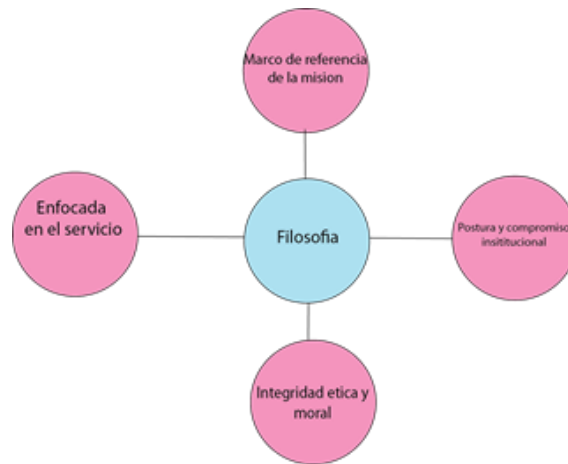 Marco de referencia
de la mision
Enfocada
en el servicio
Filosofia
Postura y compromiso
insititucional
Integridad etica y
moral